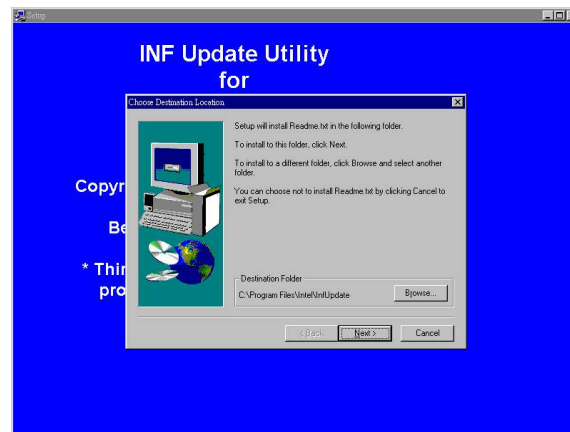 Setup
INF Update Utility
for
Choose Destination Location
Setup will install Readme.txt in the following folder.
To install to this folder, click Next.
To install to a different folder, click Browse and select another
folder.
You can choose not to install Readme.txt by clicking Cancel to
exit Setup.
Copyr
Be
* Thir
pro
Destination Folder
C:\Program Files\Intel\InfUpdate
Browse...
< Back
Next >
Cancel